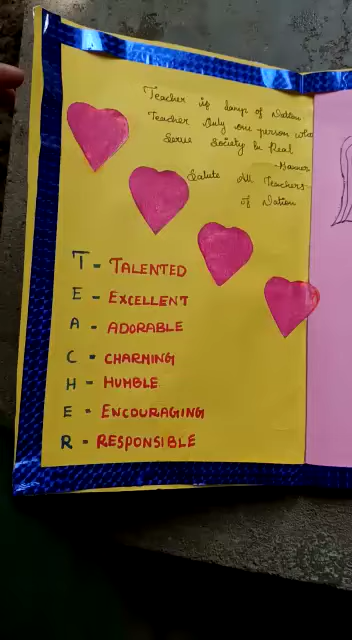 Teacher is lamp of Nation
Teacher Only one person who
Serve Society be Real
Salute All Teachers
of Nation
T - TALENTED
E - EXCELLENT
A - ADORABLE
C - CHARMING
H - HUMBLE
E - ENCOURAGING
R - RESPONSIBLE